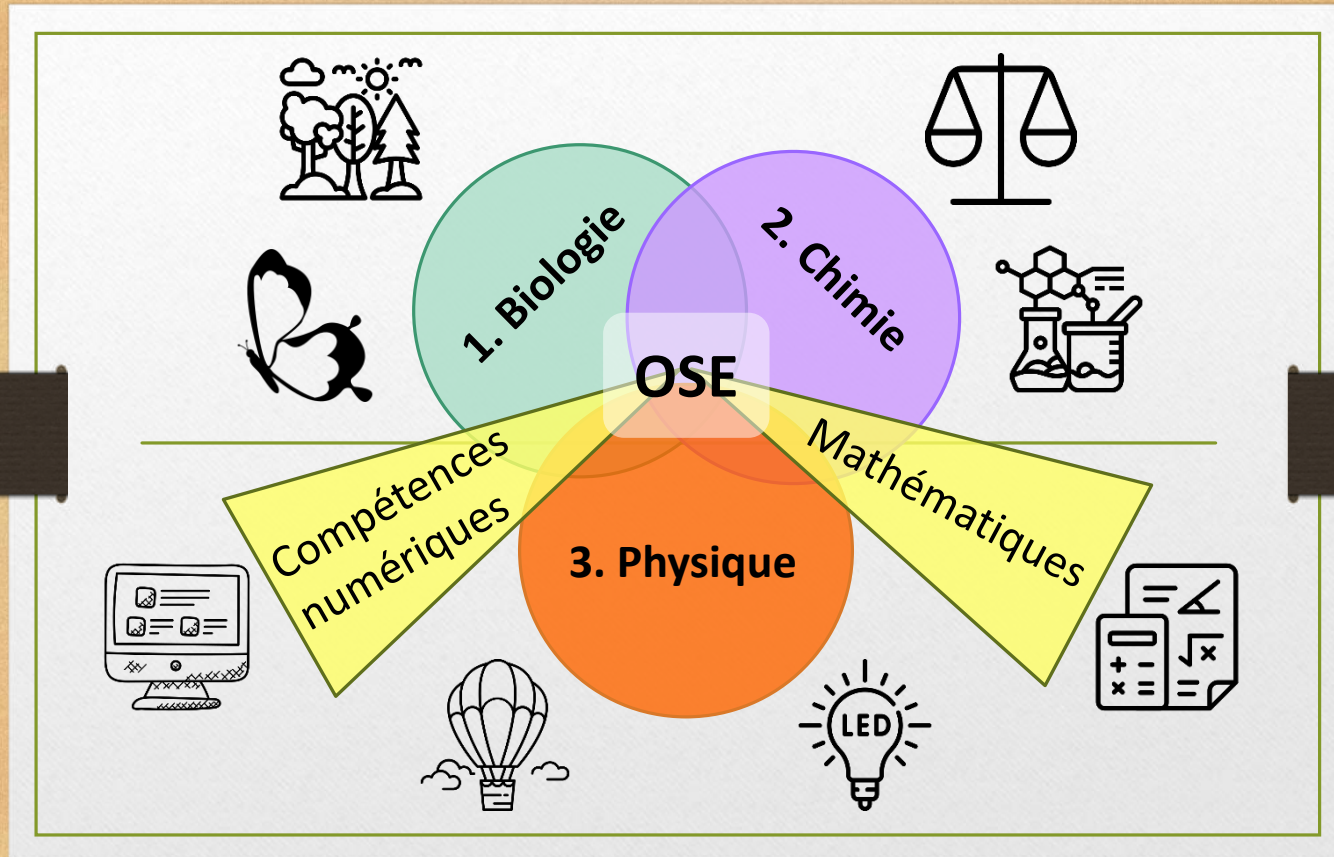 1. Biologie
2. Chimie
OSE
Compétences
numériques
Mathématiques
3. Physique
LED